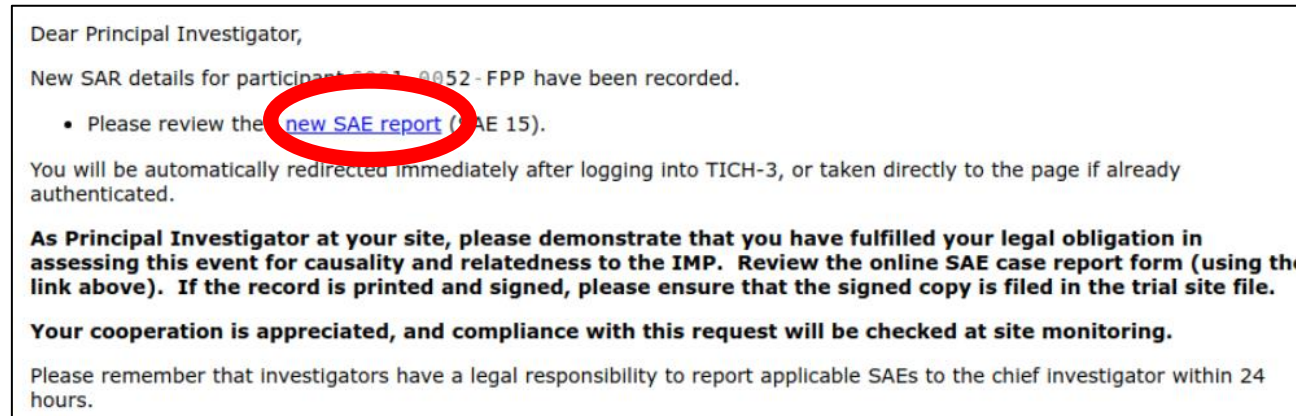 Dear Principal Investigator,
New SAR details for participant 0052-FPP have been recorded.
• Please review the new SAE report (SAE 15).
You will be automatically redirected immediately after logging into TICH-3, or taken directly to the page if already
authenticated.
As Principal Investigator at your site, please demonstrate that you have fulfilled your legal obligation in
assessing this event for causality and relatedness to the IMP. Review the online SAE case report form (using the
link above). If the record is printed and signed, please ensure that the signed copy is filed in the trial site file.
Your cooperation is appreciated, and compliance with this request will be checked at site monitoring.
Please remember that investigators have a legal responsibility to report applicable SAEs to the chief investigator within 24
hours.